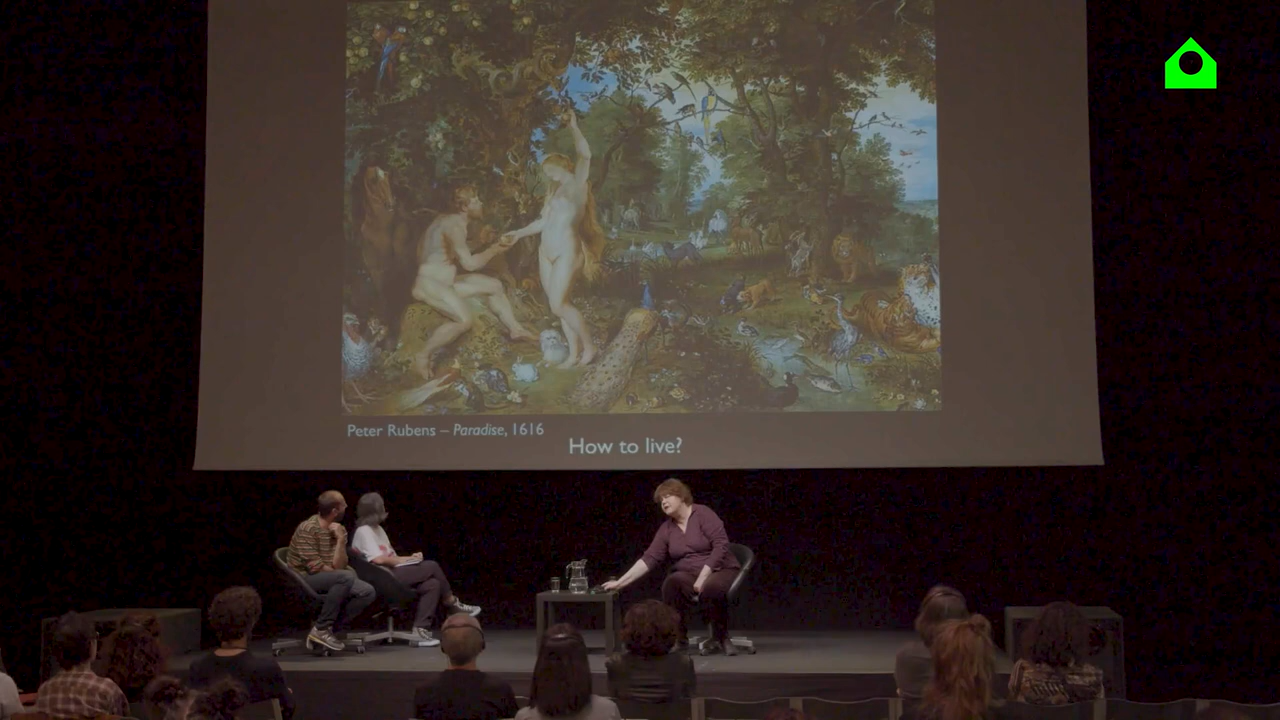 Peter Rubens – Paradise, 1616
How to live?